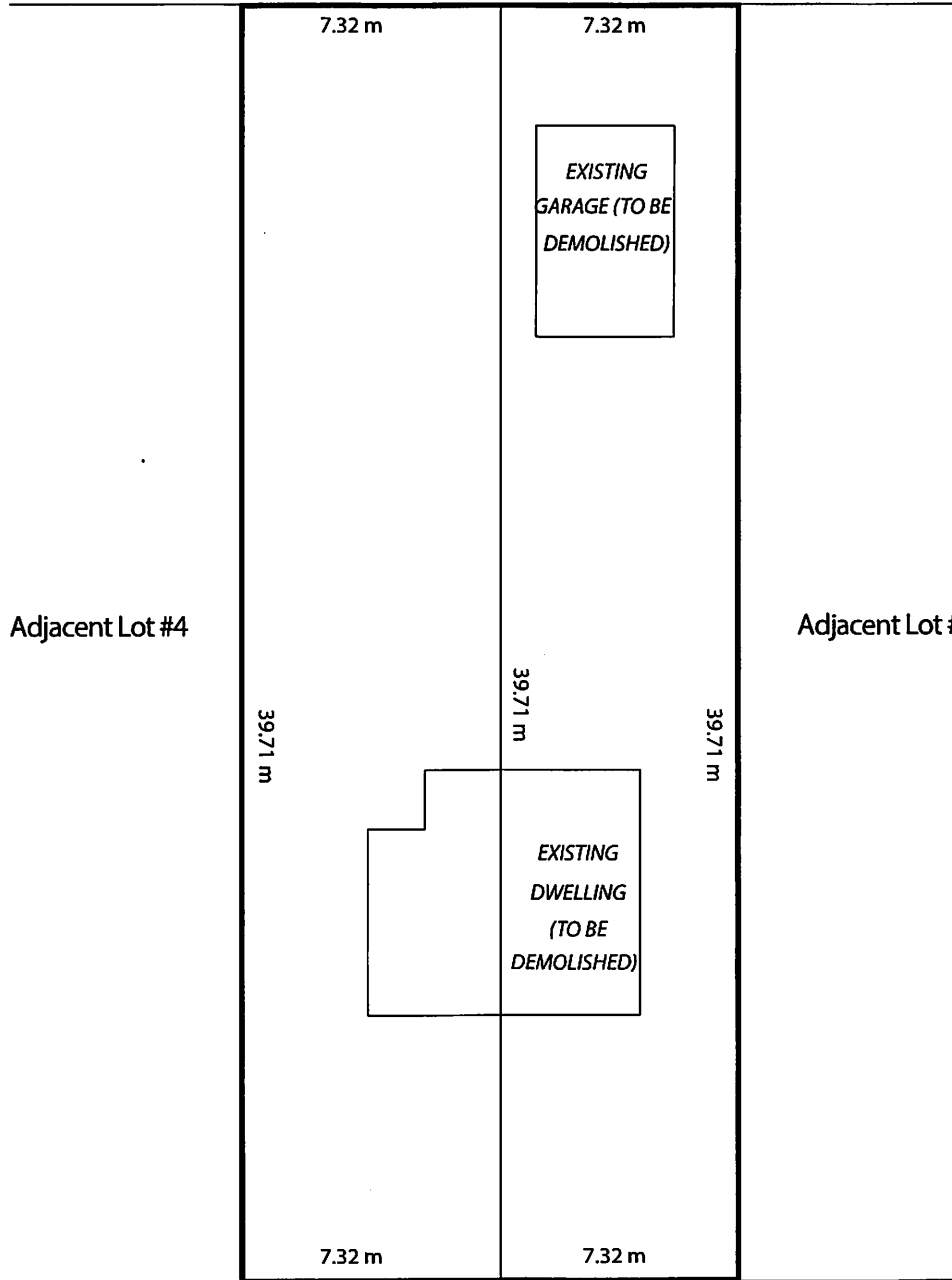 7.32 m
7.32 m
EXISTING
GARAGE (TO BE
DEMOLISHED)
Adjacent Lot #4
Adjacent Lot #
39.71 m
39.71 m
39.71 m
EXISTING
DWELLING
(TO BE
DEMOLISHED)
7.32 m
7.32 m